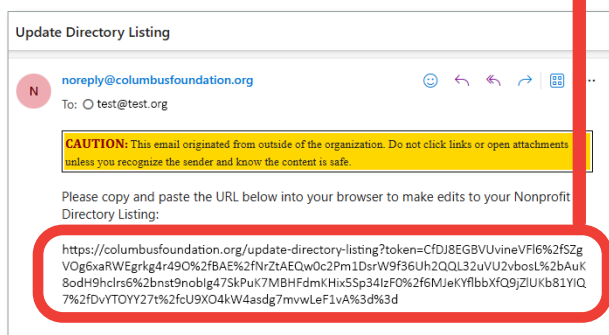 Update Directory Listing
N
noreply@columbusfoundation.org
To: test@test.org
CAUTION: This email originated from outside of the organization. Do not click links or open attachments
unless you recognize the sender and know the content is safe.
Please copy and paste the URL below into your browser to make edits to your Nonprofit
Directory Listing:
https://columbusfoundation.org/update-directory-listing?token=CfDJ8EGBVUvineVFl6%2fSZg
VOg6xaRWEgrkg4r49O%2fBAE%2fNrZtAEQw0c2Pm1DsrW9f36Uh2QQL32uVU2vbosL%2bAuK
8odH9hclrs6%2bnst9noblg47SkPuK7MBHFdmKHix5Sp34IzF0%2f6MJeKYflbbXfQ9jZlUKb81YIQ
7%2fDvYTOYY27t%2fcU9XO4kW4asdg7mvwLeF1vA%3d%3d